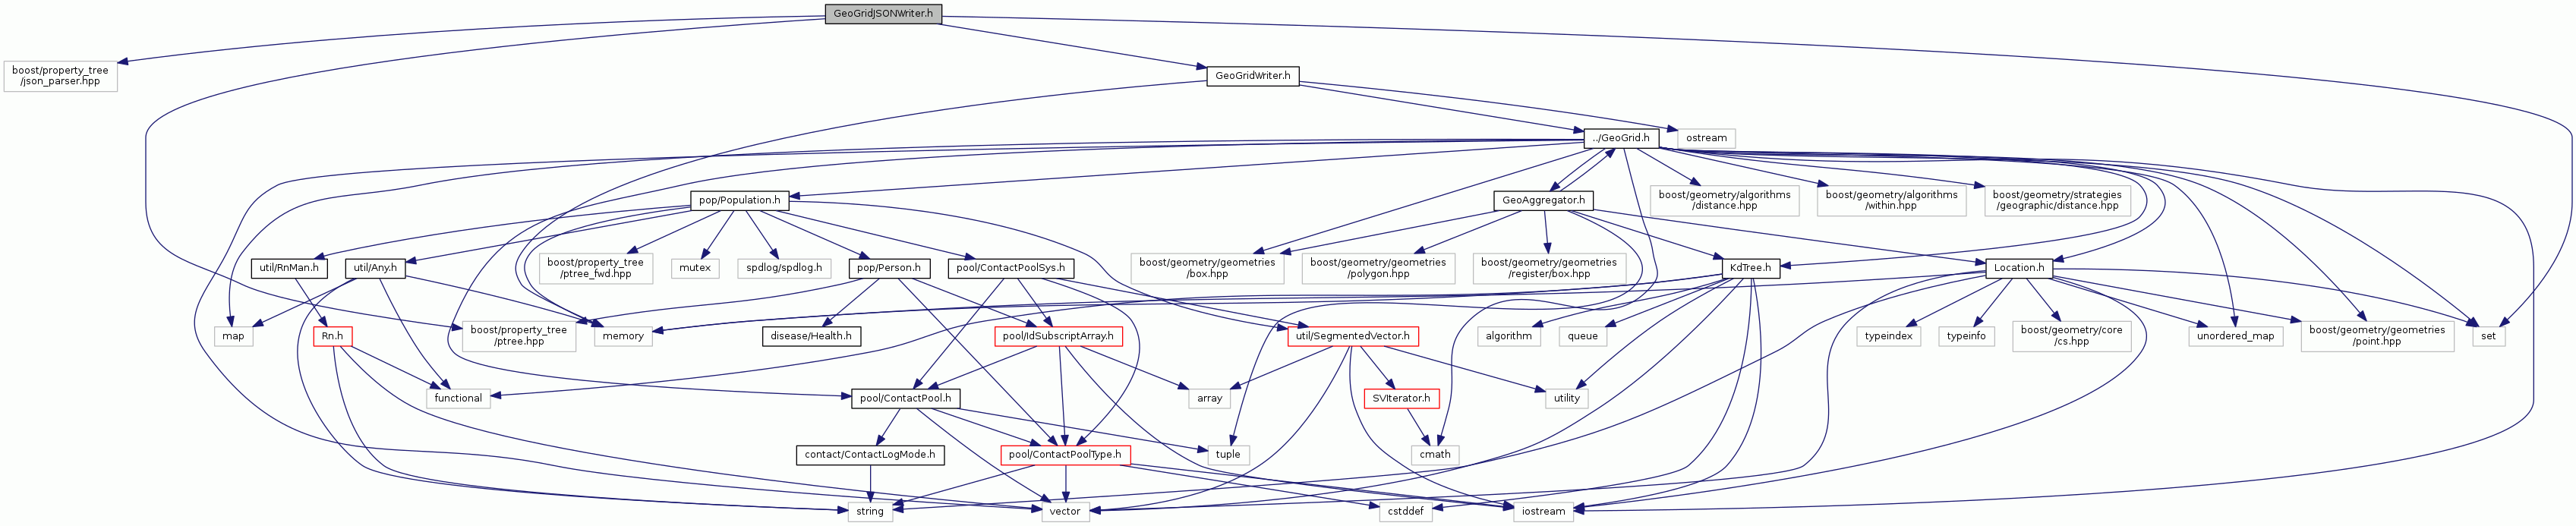 GeoGridJSONWriter.h
boost/property_tree
/json_parser.hpp
GeoGridWriter.h
../GeoGrid.h
ostream
pop/Population.h
GeoAggregator.h
boost/geometry/algorithms
/distance.hpp
boost/geometry/algorithms
/within.hpp
boost/geometry/strategies
/geographic/distance.hpp
util/RnMan.h
util/Any.h
boost/property_tree
/ptree_fwd.hpp
mutex
spdlog/spdlog.h
pop/Person.h
pool/ContactPoolSys.h
boost/geometry/geometries
/box.hpp
boost/geometry/geometries
/polygon.hpp
boost/geometry/geometries
/register/box.hpp
KdTree.h
Location.h
map
Rn.h
boost/property_tree
/ptree.hpp
memory
disease/Health.h
pool/IdSubscriptArray.h
util/SegmentedVector.h
algorithm
queue
typeindex
typeinfo
boost/geometry/core
/cs.hpp
unordered_map
boost/geometry/geometries
/point.hpp
set
functional
pool/ContactPool.h
array
SVIterator.h
utility
contact/ContactLogMode.h
pool/ContactPoolType.h
tuple
cmath
string
vector
cstddef
iostream